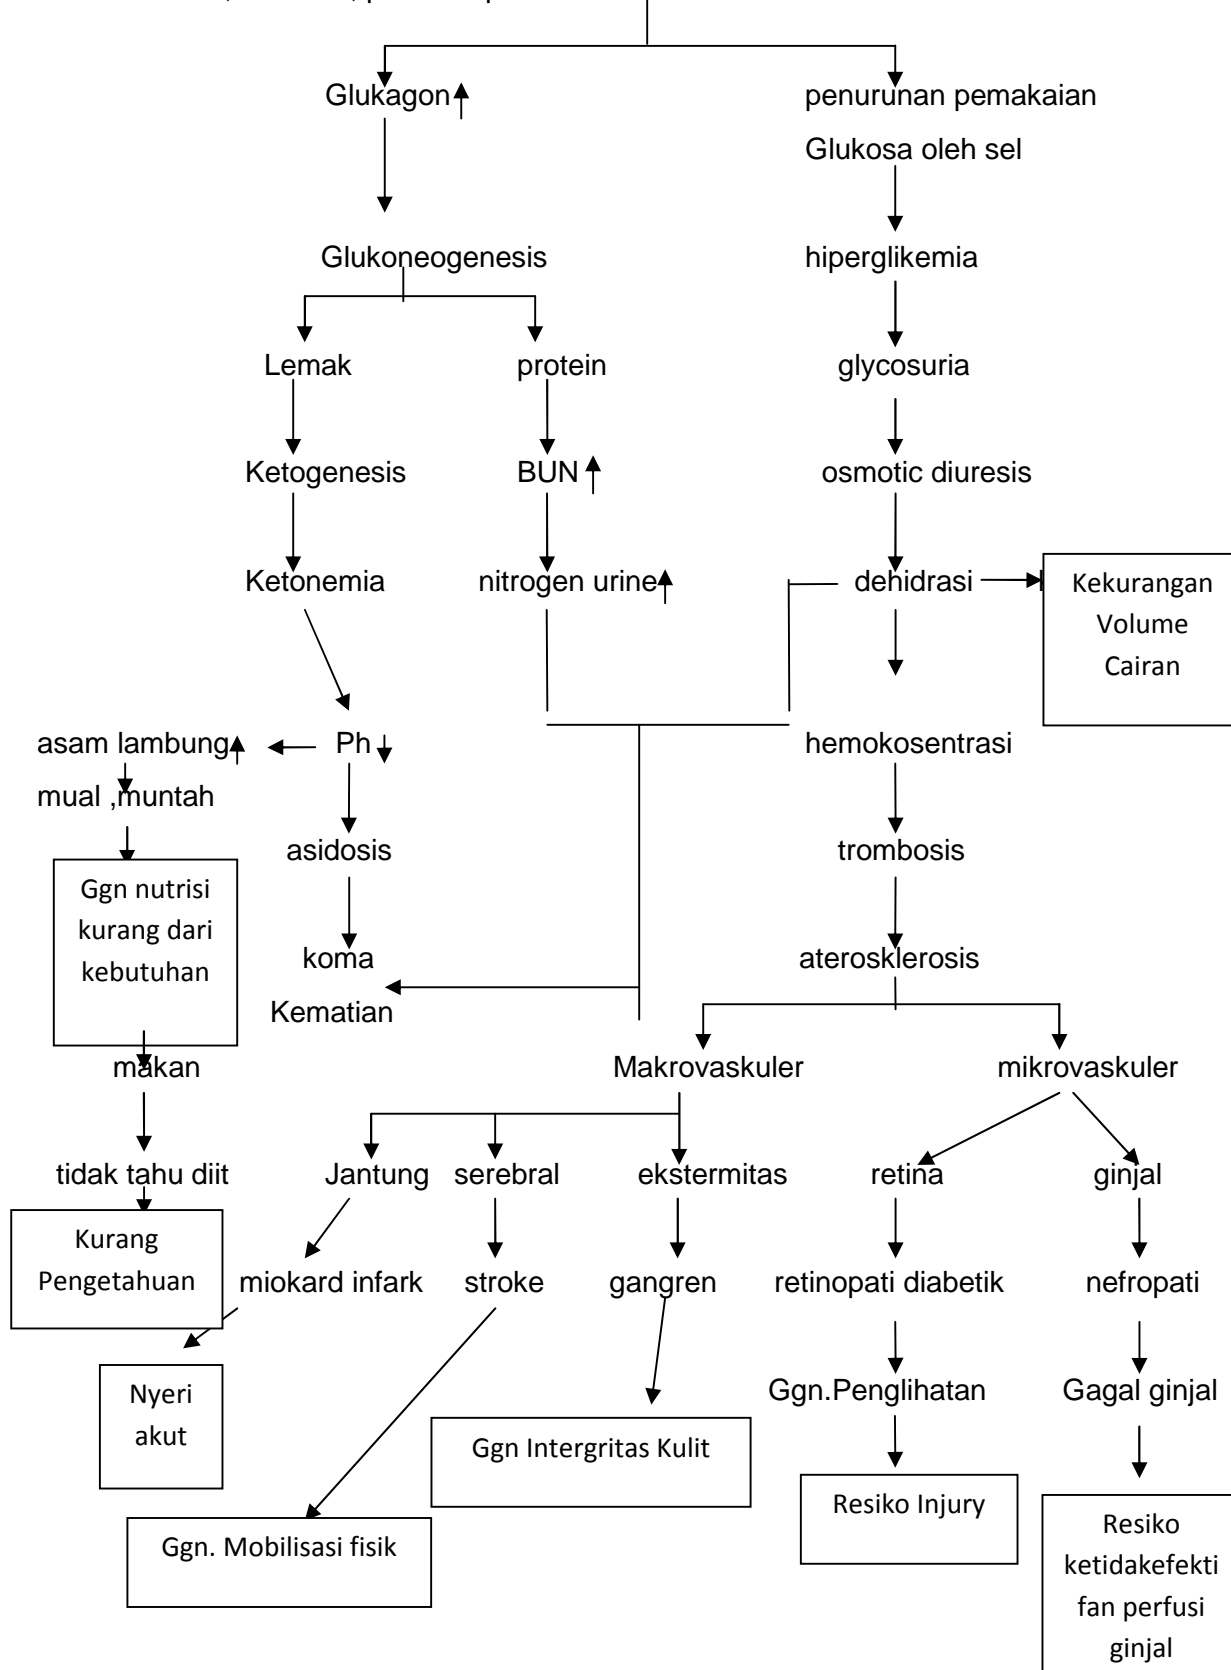 Glukagon
penurunan pemakaian
Glukosa oleh sel
Glukoneogenesis
hiperglikemia
Lemak
protein
glycosuria
Ketogenesis
BUN
osmotic diuresis
Ketonemia
nitrogen urine
dehidrasi
Kekurangan
Volume
Cairan
asam lambung
Ph
hemokosentrasi
mual ,muntah
asidosis
trombosis
Ggn nutrisi
kurang dari
kebutuhan
koma
Kematian
aterosklerosis
makan
Makrovaskuler
mikrovaskuler
tidak tahu diit
Jantung
serebral
ekstermitas
retina
ginjal
Kurang
Pengetahuan
miokard infark
stroke
gangren
retinopati diabetik
nefropati
Nyeri
akut
Ggn.Penglihatan
Gagal ginjal
Ggn Intergritas Kulit
Resiko Injury
Ggn. Mobilisasi fisik
Resiko
ketidakefekti
fan perfusi
ginjal